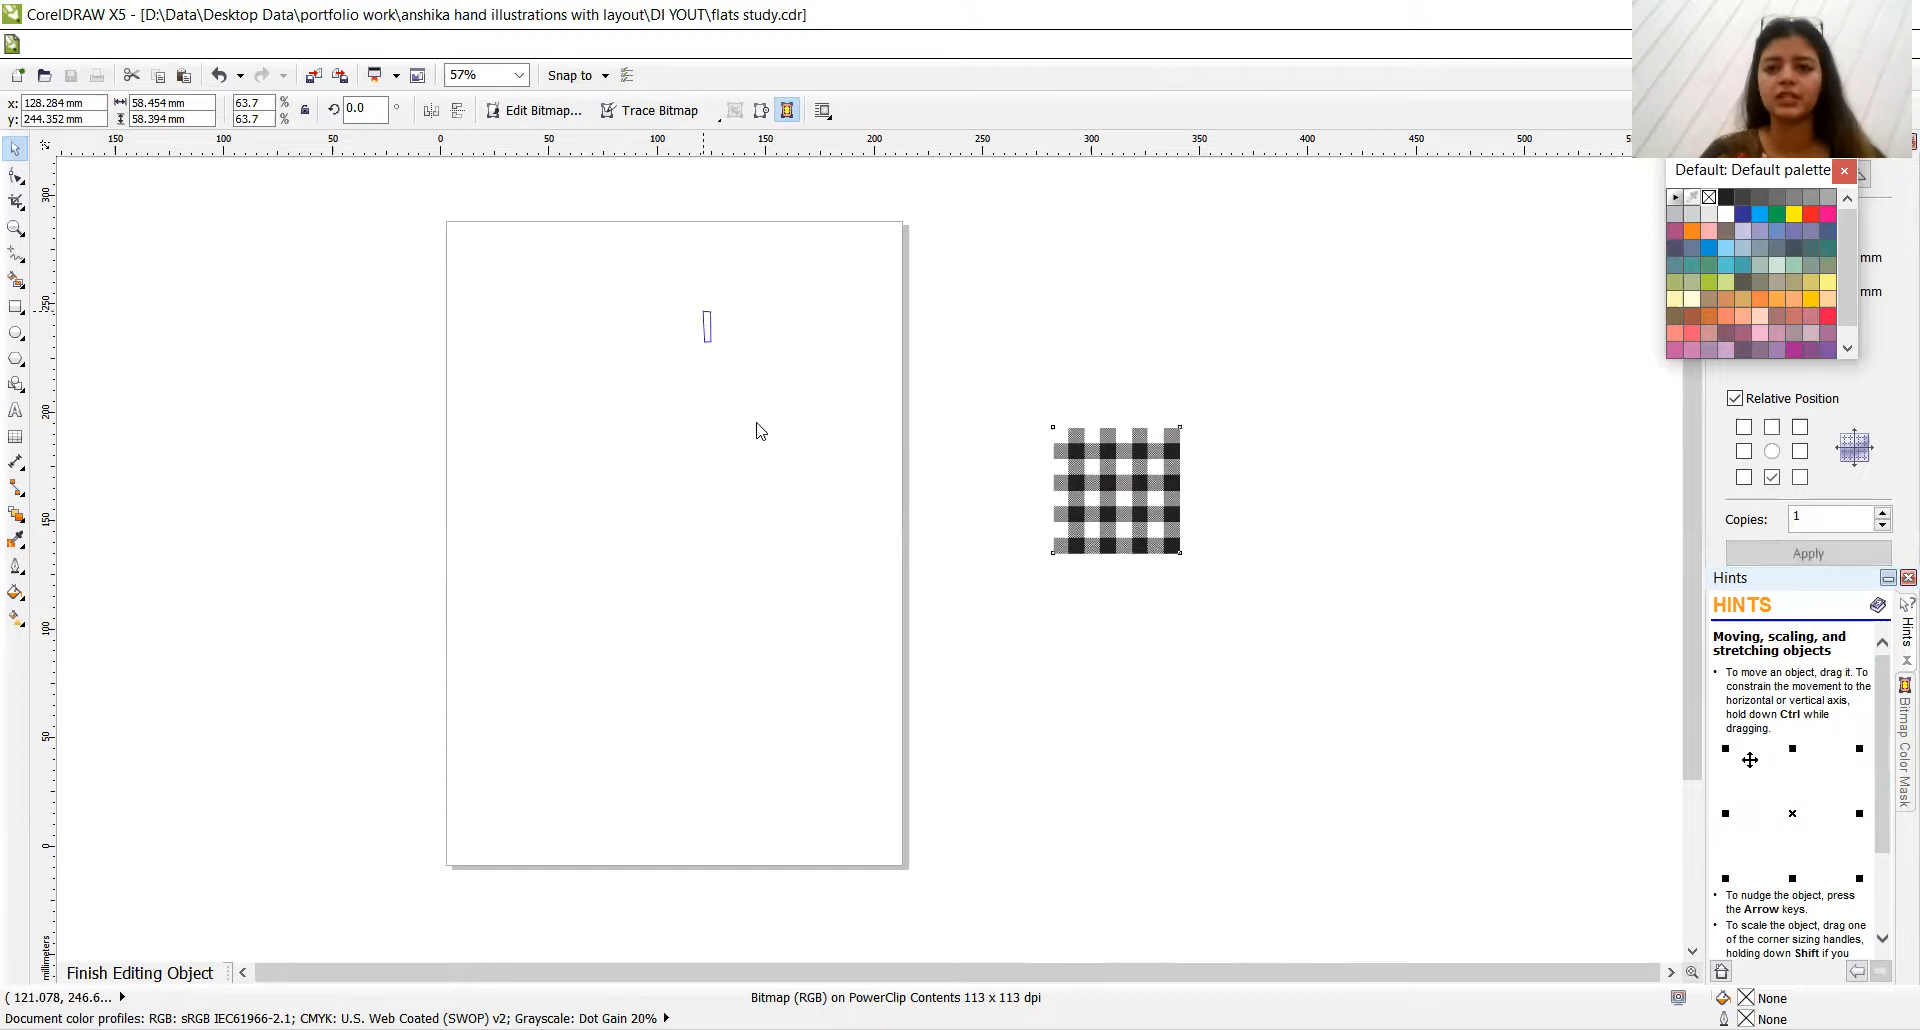 CorelDRAW X5 - [D:\Data\Desktop Data\portfolio work\anshika hand illustrations with layout\DI YOUT\flats study.cdr]
57% Snap to
x: 128.284 mm 58.454 mm 63.7 % 0.0 ° Edit Bitmap... Trace Bitmap
y: 244.352 mm 58.394 mm 63.7 %
150 100 50 0 50 100 150 200 250 300 350 400 450 500
300
250
200
150
100
50
0
millimeters
Default: Default palette
mm
mm
Relative Position
Copies: 1
Apply
Hints
HINTS
Moving, scaling, and
stretching objects
• To move an object, drag it. To
constrain the movement to the
horizontal or vertical axis,
hold down Ctrl while
dragging.
• To nudge the object, press
the Arrow keys.
• To scale the object, drag one
of the corner sizing handles,
holding down Shift if you
Hints
Bitmap Color Mask
Finish Editing Object
( 121.078, 246.6... Bitmap (RGB) on PowerClip Contents 113 x 113 dpi None
Document color profiles: RGB: sRGB IEC61966-2.1; CMYK: U.S. Web Coated (SWOP) v2; Grayscale: Dot Gain 20% None